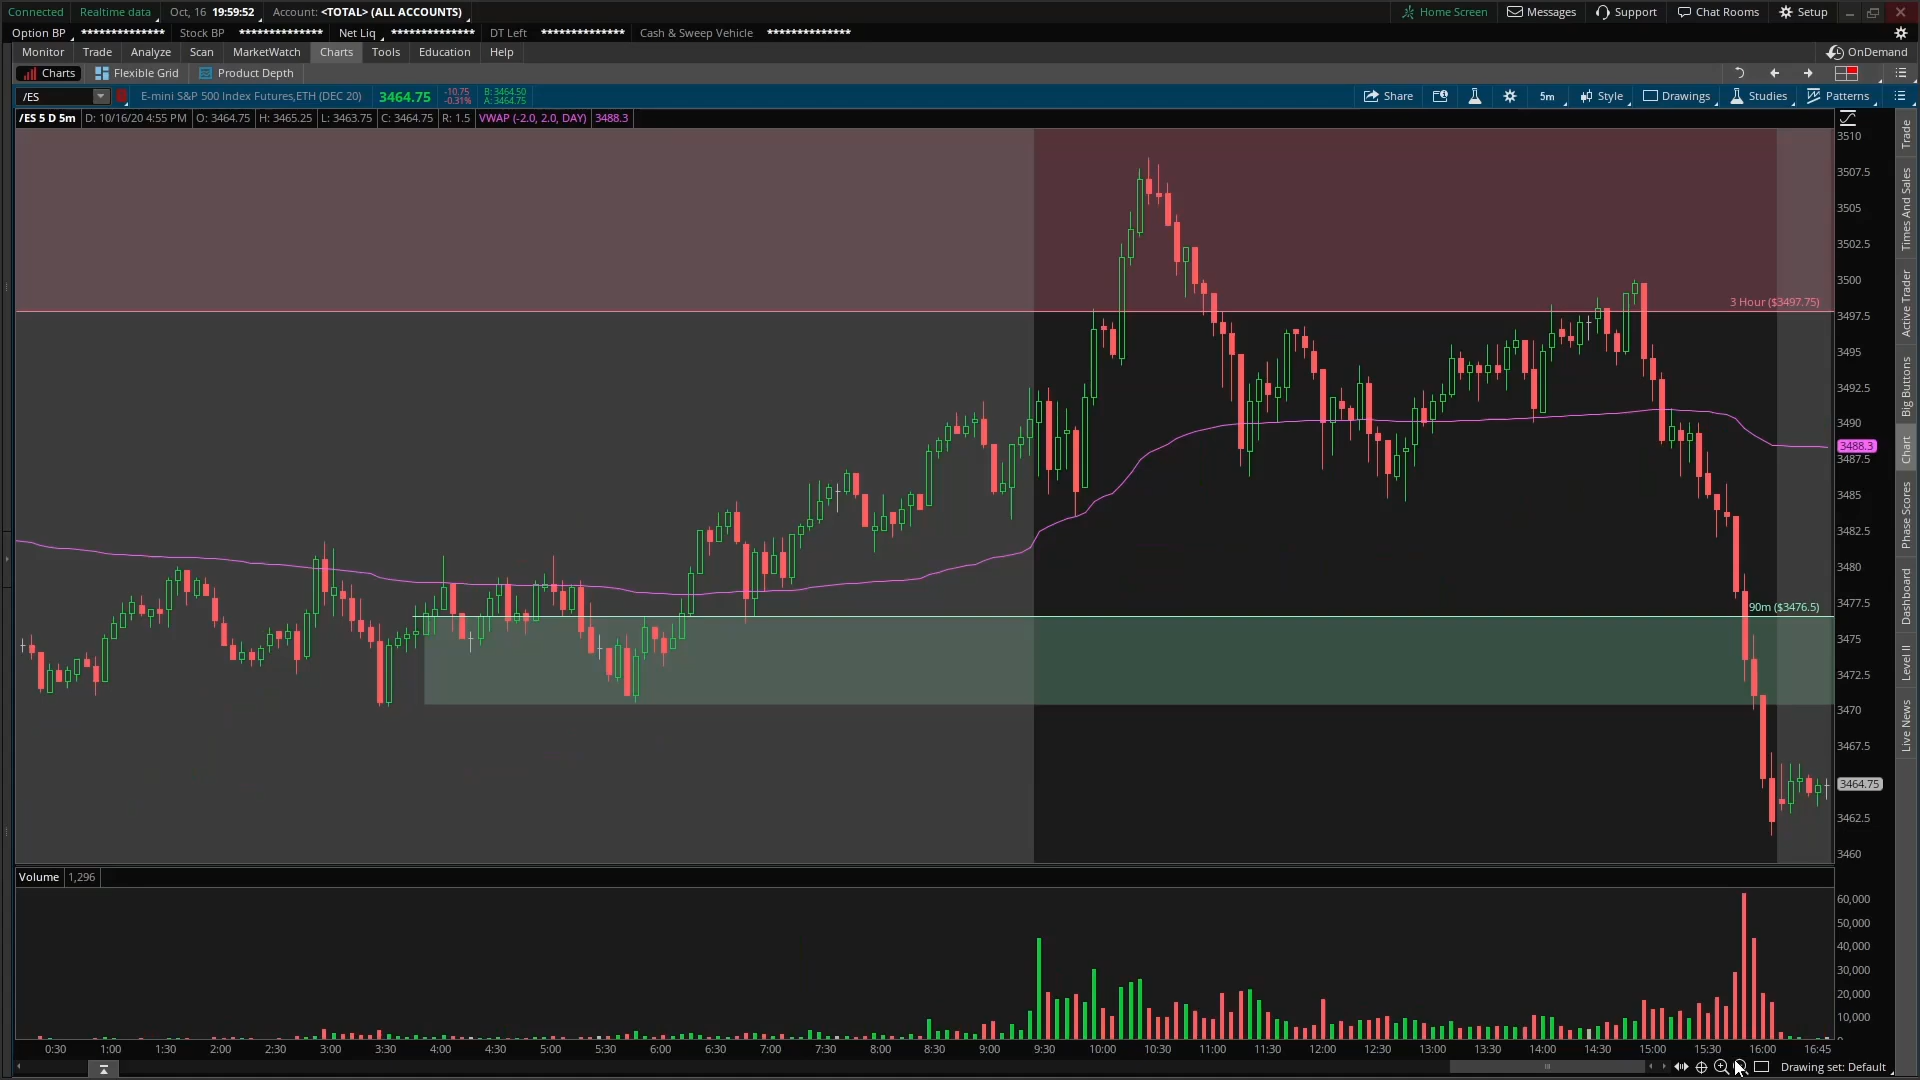 Connected Realtime data Oct, 16 19:59:52 Account: <TOTAL> (ALL ACCOUNTS) Home Screen Messages Support Chat Rooms Setup
Option BP ************** Stock BP ************** Net Liq ************** DT Left ************** Cash & Sweep Vehicle **************
Monitor Trade Analyze Scan MarketWatch Charts Tools Education Help OnDemand
Charts Flexible Grid Product Depth
/ES E-mini S&P 500 Index Futures,ETH (DEC 20) 3464.75 -10.75 B: 3464.50 Share 5m Style Drawings Studies Patterns
-0.31% A: 3464.75
/ES 5 D 5m D: 10/16/20 4:55 PM O: 3464.75 H: 3465.25 L: 3463.75 C: 3464.75 R: 1.5 VWAP (-2.0, 2.0, DAY) 3488.3
3510
3507.5
3505
3502.5
3500
3 Hour ($3497.75)
3497.5
3495
3492.5
3490
3488.3
3487.5
3485
3482.5
3480
3477.5
90m ($3476.5)
3475
3472.5
3470
3467.5
3464.75
3462.5
3460
Trade
Times And Sales
Active Trader
Big Buttons
Chart
Phase Scores
Dashboard
Level II
Live News
Volume 1,296
60,000
50,000
40,000
30,000
20,000
10,000
0:30 1:00 1:30 2:00 2:30 3:00 3:30 4:00 4:30 5:00 5:30 6:00 6:30 7:00 7:30 8:00 8:30 9:00 9:30 10:00 10:30 11:00 11:30 12:00 12:30 13:00 13:30 14:00 14:30 15:00 15:30 16:00 16:45
Drawing set: Default